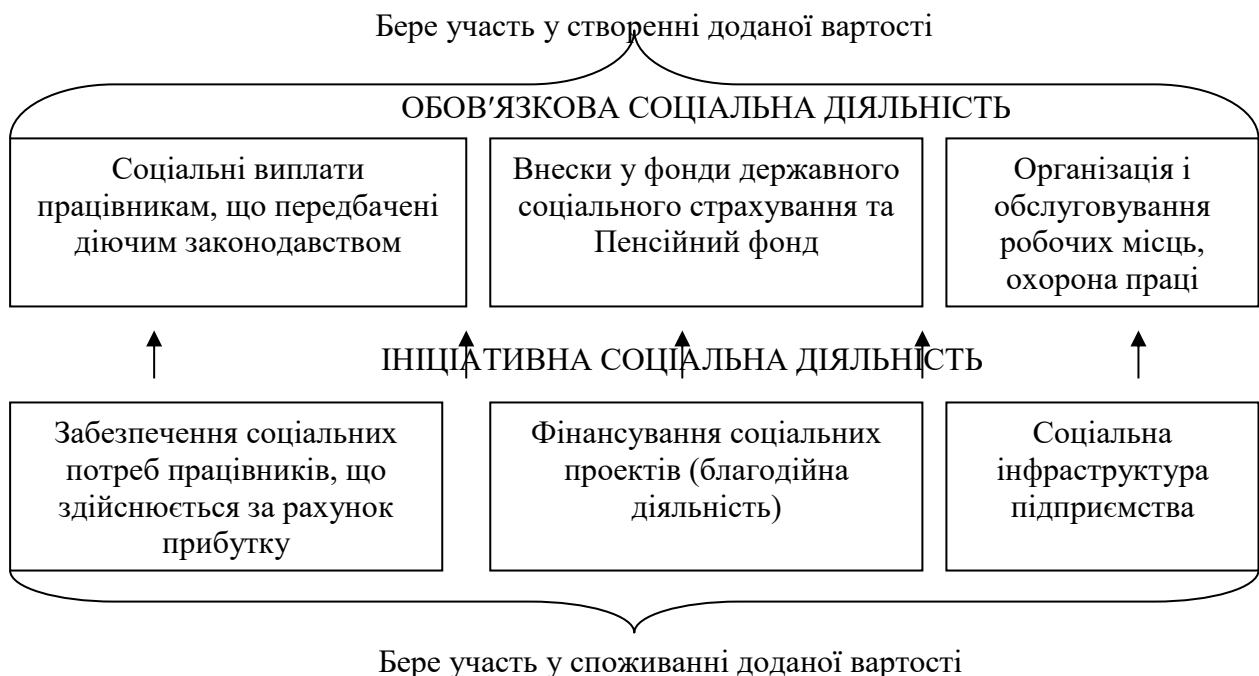 Бере участь у створенні доданої вартості
ОБОВ'ЯЗКОВА СОЦІАЛЬНА ДІЯЛЬНІСТЬ
Соціальні виплати
працівникам, що передбачені
діючим законодавством
Внески у фонди державного
соціального страхування та
Пенсійний фонд
Організація і
обслуговування
робочих місць,
охорона праці
ІНІЦІАТИВНА СОЦІАЛЬНА ДІЯЛЬНІСТЬ
Забезпечення соціальних
потреб працівників, що
здійснюється за рахунок
прибутку
Фінансування соціальних
проектів (благодійна
діяльність)
Соціальна
інфраструктура
підприємства
Бере участь у споживанні доданої вартості